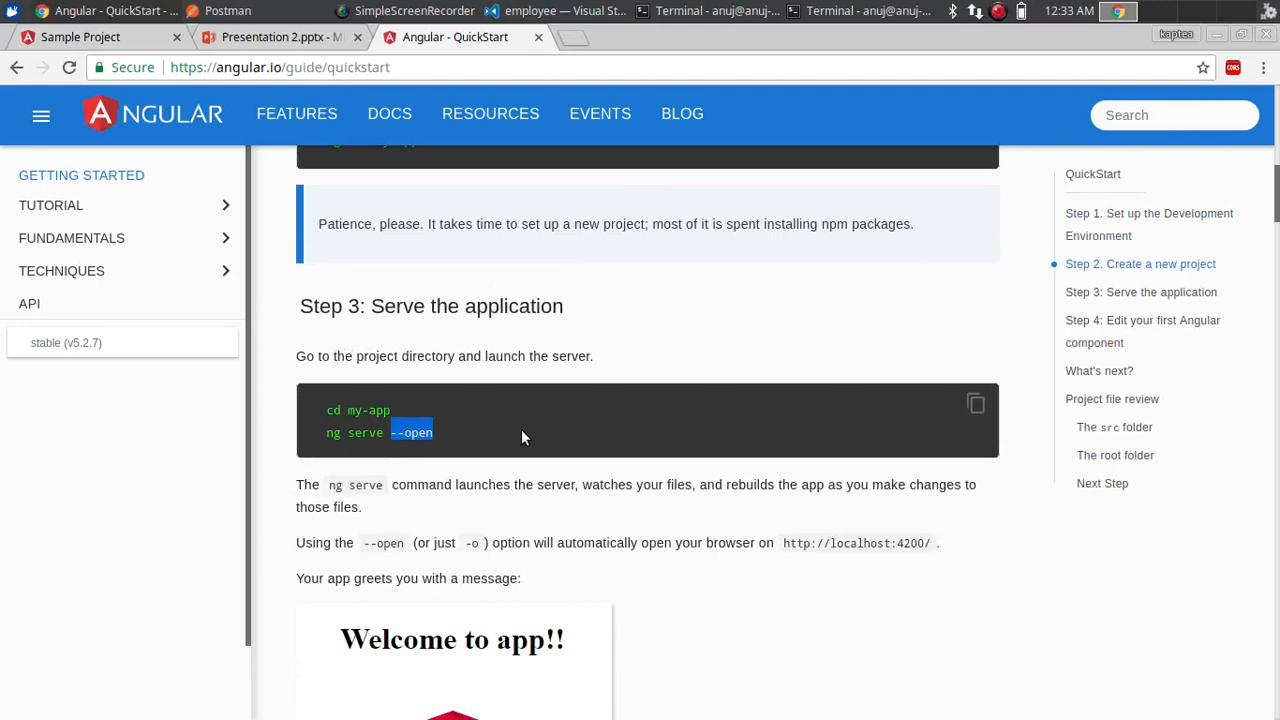 Angular - QuickStart - ...
Postman
SimpleScreenRecorder
employee — Visual St...
Terminal - anuj@anuj-...
Terminal - anuj@anuj-...
12:33 AM
Sample Project
Presentation 2.pptx - Mi
Angular - QuickStart
kaptea
Secure
https://angular.io/guide/quickstart
CORS
ANGULAR
FEATURES
DOCS
RESOURCES
EVENTS
BLOG
Search
GETTING STARTED
TUTORIAL
FUNDAMENTALS
TECHNIQUES
API
stable (v5.2.7)
Patience, please. It takes time to set up a new project; most of it is spent installing npm packages.
Step 3: Serve the application
Go to the project directory and launch the server.
cd my-app
ng serve --open
The ng serve command launches the server, watches your files, and rebuilds the app as you make changes to
those files.
Using the --open (or just -o ) option will automatically open your browser on http://localhost:4200/ .
Your app greets you with a message:
Welcome to app!!
QuickStart
Step 1. Set up the Development
Environment
Step 2. Create a new project
Step 3: Serve the application
Step 4: Edit your first Angular
component
What's next?
Project file review
The src folder
The root folder
Next Step